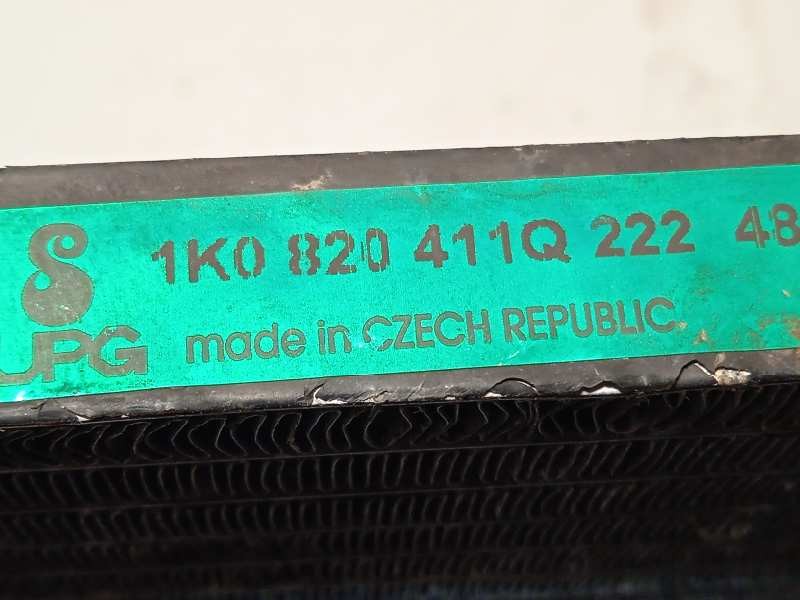 1K0 820 411Q 222 48
UPG made in CZECH REPUBLIC